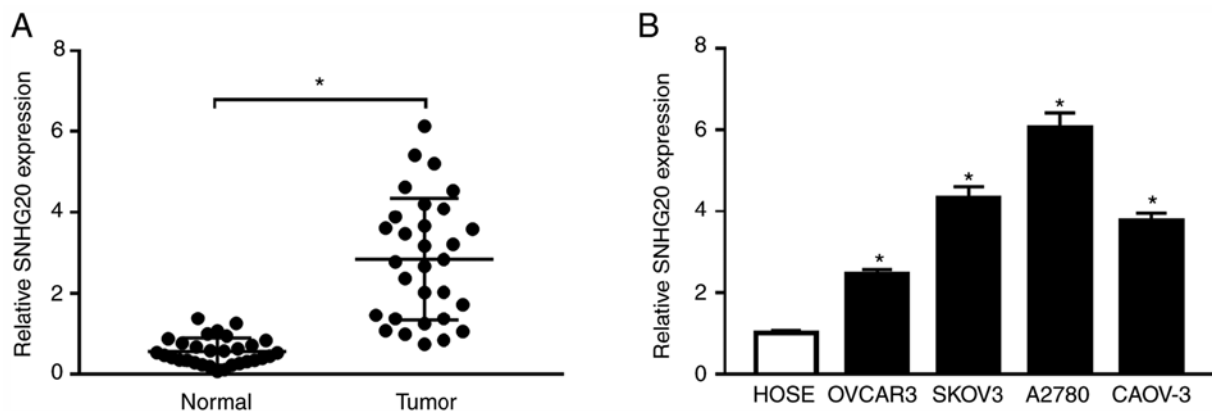 A
Relative SNHG20 expression
8
6
4
2
0
*
Normal
Tumor
B
Relative SNHG20 expression
8
6
4
2
0
*
*
*
*
HOSE OVCAR3 SKOV3 A2780 CAOV-3